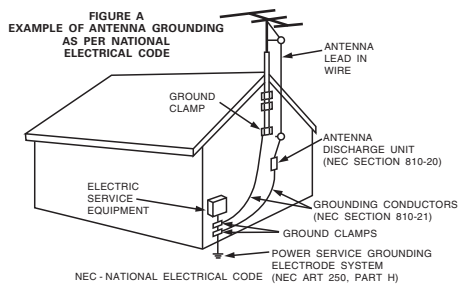 FIGURE A
EXAMPLE OF ANTENNA GROUNDING
AS PER NATIONAL
ELECTRICAL CODE
ANTENNA
LEAD IN
WIRE
GROUND
CLAMP
ANTENNA
DISCHARGE UNIT
(NEC SECTION 810-20)
ELECTRIC
SERVICE
EQUIPMENT
GROUNDING CONDUCTORS
(NEC SECTION 810-21)
GROUND CLAMPS
POWER SERVICE GROUNDING
ELECTRODE SYSTEM
(NEC ART 250, PART H)
NEC - NATIONAL ELECTRICAL CODE